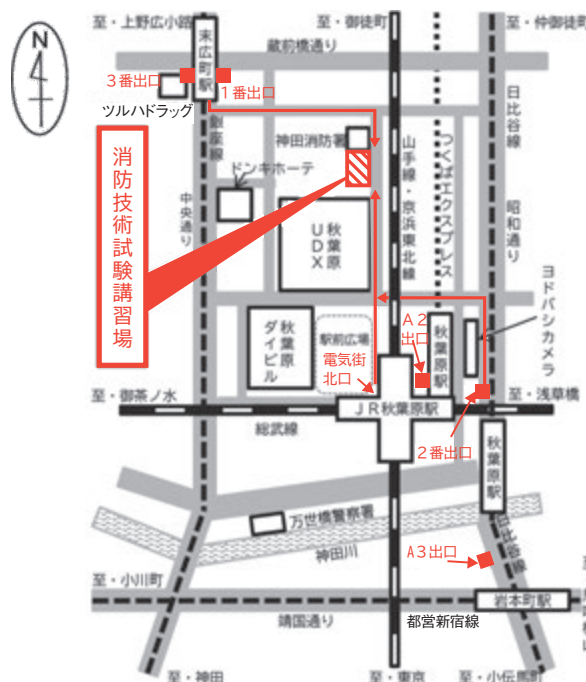 至・上野広小路
至・御徒町
至・仲御徒町
N
末広町駅
蔵前橋通り
3番出口
1番出口
ツルハドラッグ
銀座線
神田消防署
山手線・京浜東北線
つくばエクスプレス
日比谷線
ドンキホーテ
消防技術試験講習場
中央通り
昭和通り
秋葉原
UDX
ヨドバシカメラ
秋葉原
ダイビル
駅前広場
電気街
北口
A2
出口
秋葉原駅
至・御茶ノ水
JR秋葉原駅
至・浅草橋
総武線
2番出口
秋葉原駅
万世橋警察署
神田川
日比谷線
A3出口
至・小川町
岩本町駅
靖国通り
都営新宿線
至・神田
至・東京
至・小伝馬町